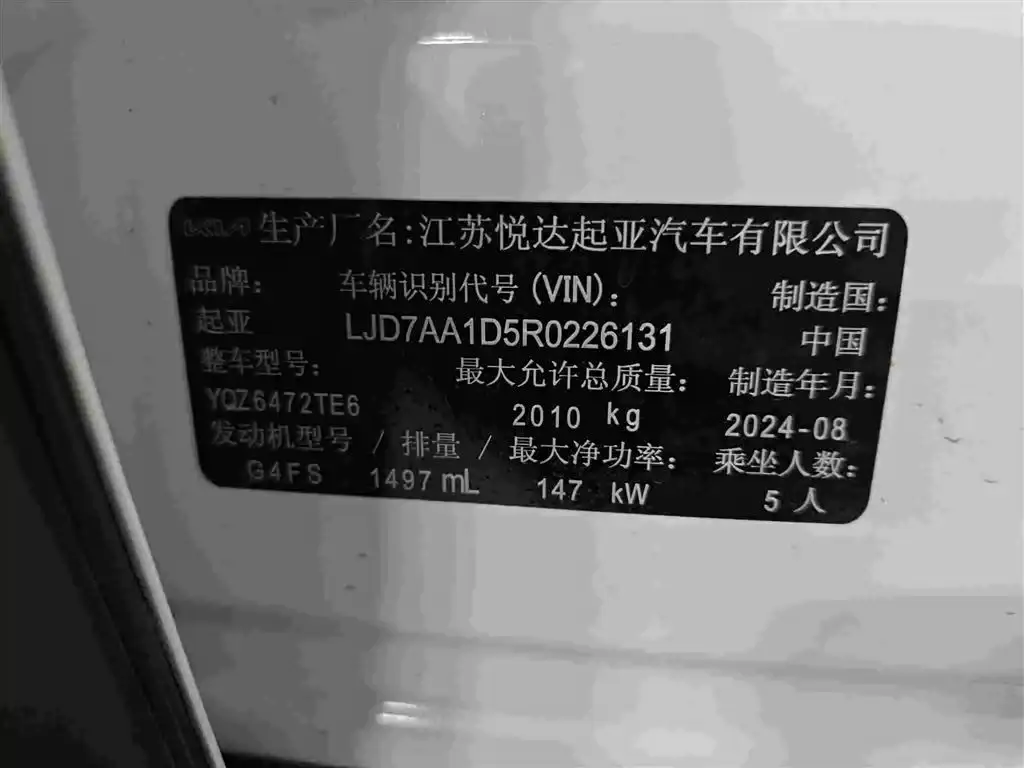 KIA 生产厂名:江苏悦达起亚汽车有限公司
品牌: 车辆识别代号(VIN): 制造国:
起亚 LJD7AA1D5R0226131 中国
整车型号: 最大允许总质量: 制造年月:
YQZ6472TE6 2010 kg 2024-08
发动机型号 / 排量 / 最大净功率: 乘坐人数:
G4FS 1497 mL 147 kW 5 人